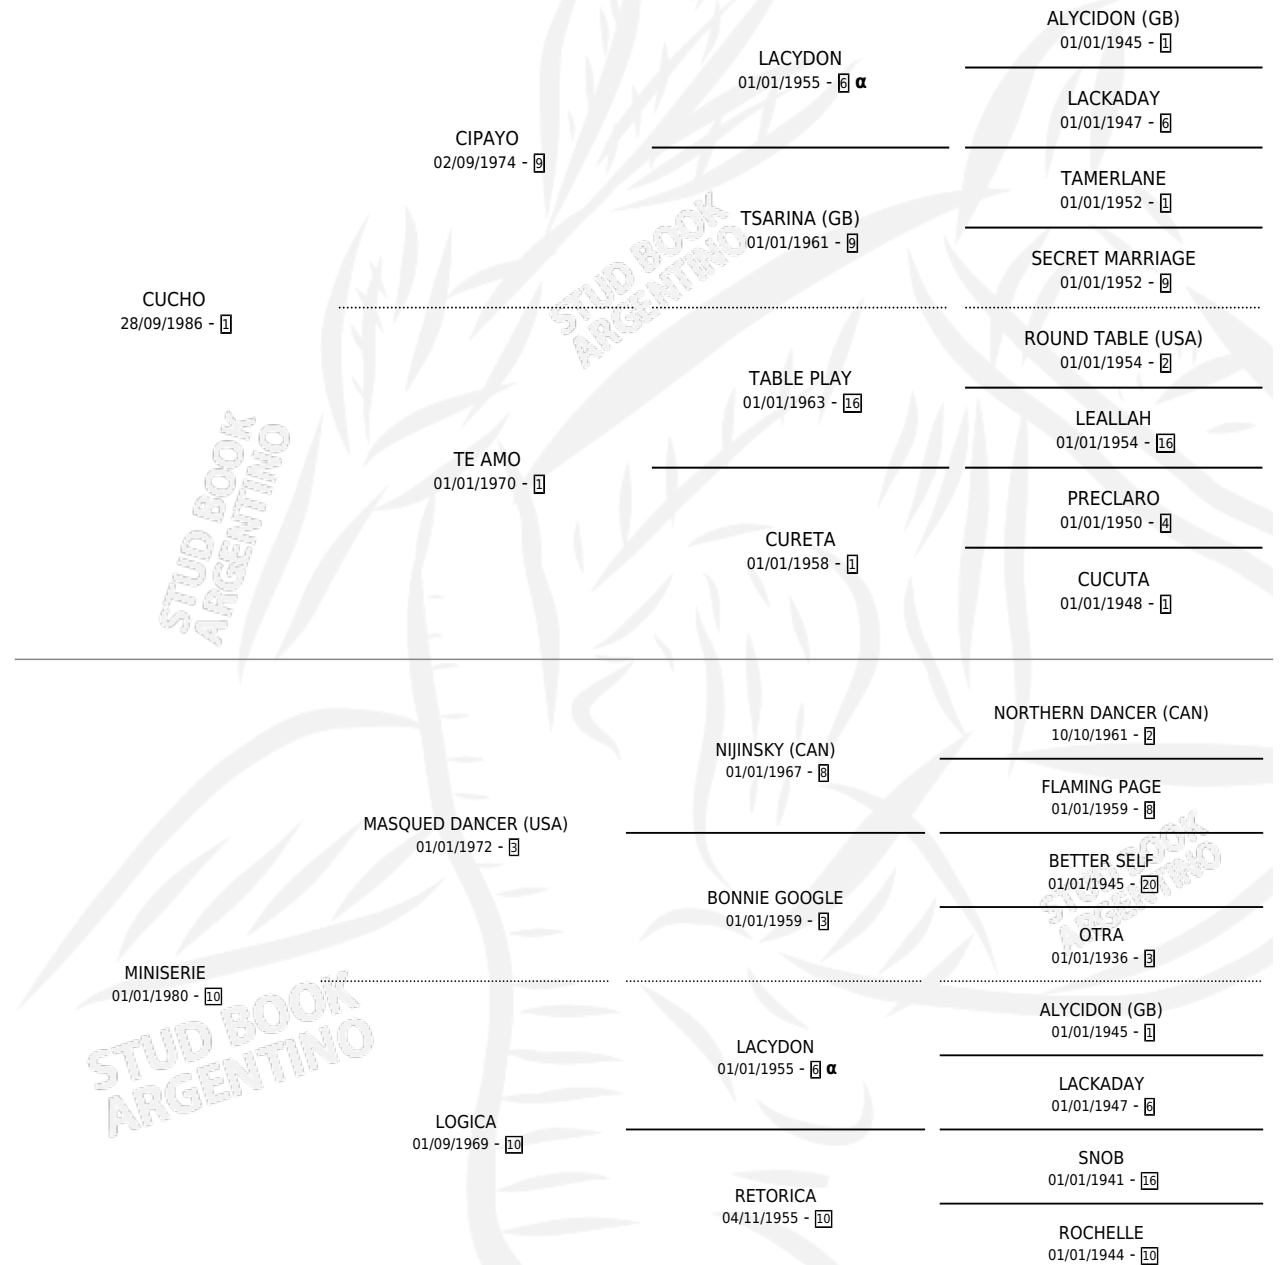 ALYCIDON (GB)
01/01/1945 - 1
LACYDON
01/01/1955 - 6 α
LACKADAY
01/01/1947 - 6
CIPAYO
02/09/1974 - 9
TAMERLANE
01/01/1952 - 1
TSARINA (GB)
01/01/1961 - 9
SECRET MARRIAGE
01/01/1952 - 9
CUCHO
28/09/1986 - 1
ROUND TABLE (USA)
01/01/1954 - 2
TABLE PLAY
01/01/1963 - 16
LEALLAH
01/01/1954 - 16
TE AMO
01/01/1970 - 1
PRECLARO
01/01/1950 - 4
CURETA
01/01/1958 - 1
CUCUTA
01/01/1948 - 1
NORTHERN DANCER (CAN)
10/10/1961 - 2
NIJINSKY (CAN)
01/01/1967 - 8
FLAMING PAGE
01/01/1959 - 8
MASQUED DANCER (USA)
01/01/1972 - 3
BETTER SELF
01/01/1945 - 20
BONNIE GOOGLE
01/01/1959 - 3
OTRA
01/01/1936 - 3
MINISERIE
01/01/1980 - 10
ALYCIDON (GB)
01/01/1945 - 1
LACYDON
01/01/1955 - 6 α
LACKADAY
01/01/1947 - 6
LOGICA
01/09/1969 - 10
SNOB
01/01/1941 - 16
RETORICA
04/11/1955 - 10
ROCHELLE
01/01/1944 - 10
STUD BOOK
ARGENTINO
STUD BOOK
ARGENTINO
STUD BOOK
ARGENTINO
STUD BOOK
ARGENTINO